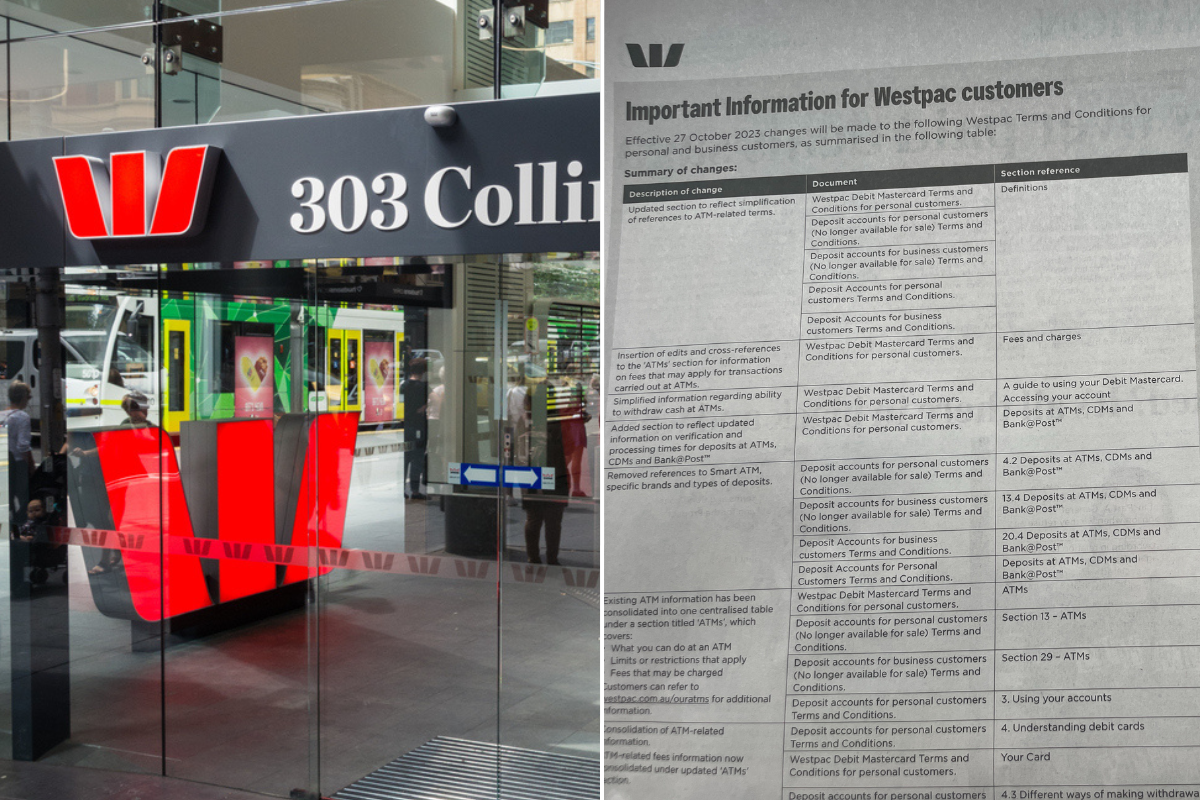 303 Collin
Important Information for Westpac customers
Effective 27 October 2023 changes will be made to the following Westpac Terms and Conditions for
personal and business customers, as summarised in the following table:
Summary of changes:
Description of change
Document
Section reference
Updated section to reflect simplification
of references to ATM-related terms.
Westpac Debit Mastercard Terms and
Conditions for personal customers.
Definitions
Deposit accounts for personal customers
(No longer available for sale) Terms and
Conditions.
Deposit accounts for business customers
(No longer available for sale) Terms and
Conditions.
Deposit Accounts for personal
customers Terms and Conditions.
Deposit Accounts for business
customers Terms and Conditions.
Insertion of edits and cross-references
to the 'ATMs' section for information
on fees that may apply for transactions
carried out at ATMs.
Westpac Debit Mastercard Terms and
Conditions for personal customers.
Fees and charges
Simplified information regarding ability
to withdraw cash at ATMs.
Westpac Debit Mastercard Terms and
Conditions for personal customers.
A guide to using your Debit Mastercard.
Accessing your account
Added section to reflect updated
information on verification and
processing times for deposits at ATMs,
CDMs and Bank@Post™
Westpac Debit Mastercard Terms and
Conditions for personal customers.
Deposits at ATMs, CDMs and
Bank@Post™
Removed references to Smart ATM,
specific brands and types of deposits.
Deposit accounts for personal customers
(No longer available for sale) Terms and
Conditions.
4.2 Deposits at ATMs, CDMs and
Bank@Post™
Deposit accounts for business customers
(No longer available for sale) Terms and
Conditions.
13.4 Deposits at ATMs, CDMs and
Bank@Post™
Deposit Accounts for business
customers Terms and Conditions.
20.4 Deposits at ATMs, CDMs and
Bank@Post™
Deposit Accounts for Personal
Customers Terms and Conditions.
Deposits at ATMs, CDMs and
Bank@Post™
Existing ATM information has been
consolidated into one centralised table
under a section titled 'ATMs', which
covers:
What you can do at an ATM
Limits or restrictions that apply
Fees that may be charged
Customers can refer to
westpac.com.au/ouratms for additional
information.
Westpac Debit Mastercard Terms and
Conditions for personal customers.
ATMs
Deposit accounts for personal customers
(No longer available for sale) Terms and
Conditions.
Section 13 – ATMs
Deposit accounts for business customers
(No longer available for sale) Terms and
Conditions.
Section 29 – ATMs
Deposit accounts for personal customers
Terms and Conditions.
3. Using your accounts
Consolidation of ATM-related
information.
Deposit accounts for personal customers
Terms and Conditions.
4. Understanding debit cards
ATM-related fees information now
consolidated under updated 'ATMs'
section.
Westpac Debit Mastercard Terms and
Conditions for personal customers.
Your Card
Deposit accounts for personal customers
4.3 Different ways of making withdrawa